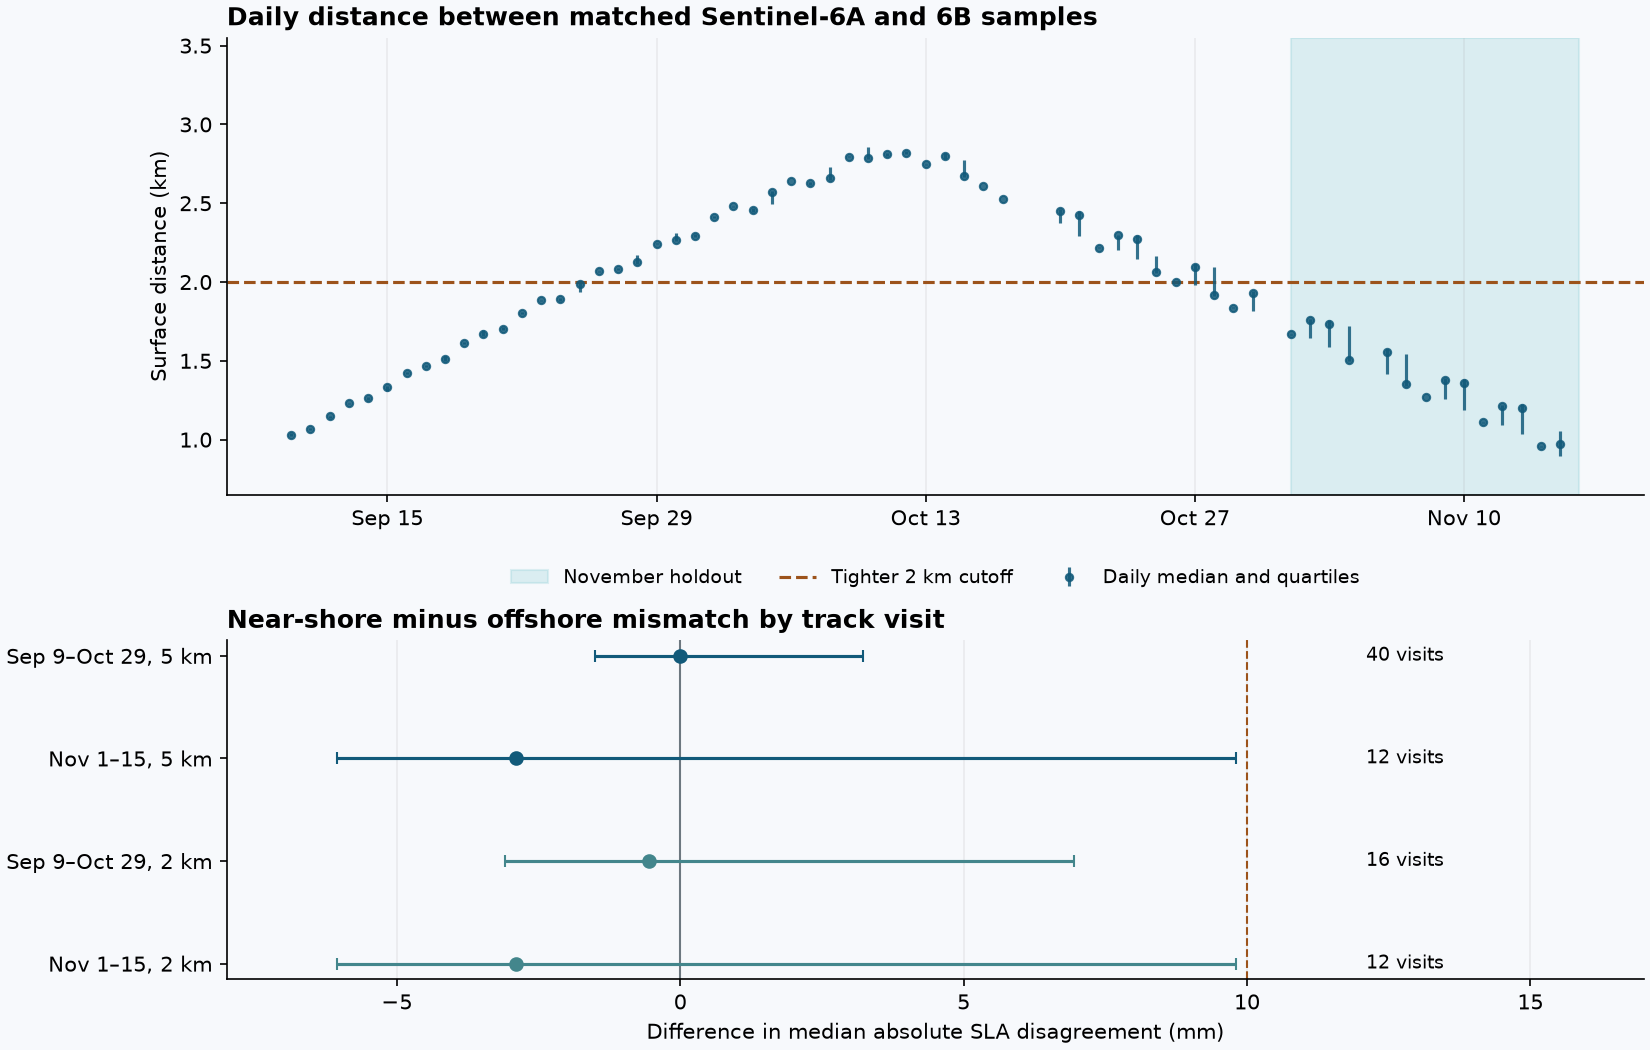 Daily distance between matched Sentinel-6A and 6B samples
Surface distance (km)
3.5
3.0
2.5
2.0
1.5
1.0
Sep 15
Sep 29
Oct 13
Oct 27
Nov 10
November holdout
Tighter 2 km cutoff
Daily median and quartiles
Near-shore minus offshore mismatch by track visit
Sep 9–Oct 29, 5 km
40 visits
Nov 1–15, 5 km
12 visits
Sep 9–Oct 29, 2 km
16 visits
Nov 1–15, 2 km
12 visits
−5
0
5
10
15
Difference in median absolute SLA disagreement (mm)